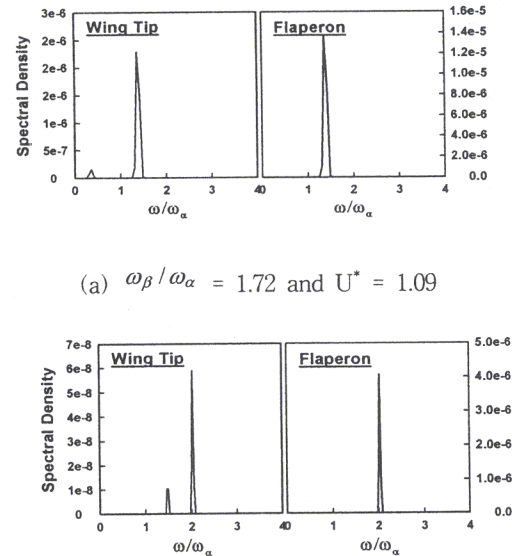 Wing Tip
Flaperon
Spectral Density
3e-6
2e-6
2e-6
1e-6
5e-7
0
0 1 2 3 4
ω/ωα
1.6e-5
1.4e-5
1.2e-5
1.0e-5
8.0e-6
6.0e-6
4.0e-6
2.0e-6
0.0
0 1 2 3 4
ω/ωα
(a) ωβ/ωα = 1.72 and U* = 1.09
Wing Tip
Flaperon
Spectral Density
7e-8
6e-8
5e-8
4e-8
3e-8
2e-8
1e-8
0
0 1 2 3 4
ω/ωα
5.0e-6
4.0e-6
3.0e-6
2.0e-6
1.0e-6
0.0
0 1 2 3 4
ω/ωα